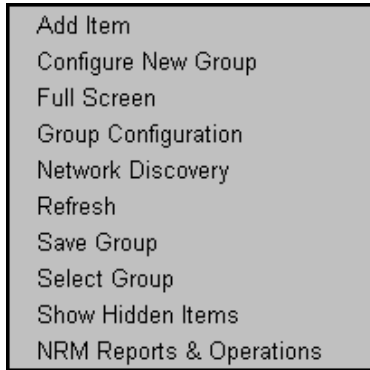 Add Item
Configure New Group
Full Screen
Group Configuration
Network Discovery
Refresh
Save Group
Select Group
Show Hidden Items
NRM Reports & Operations